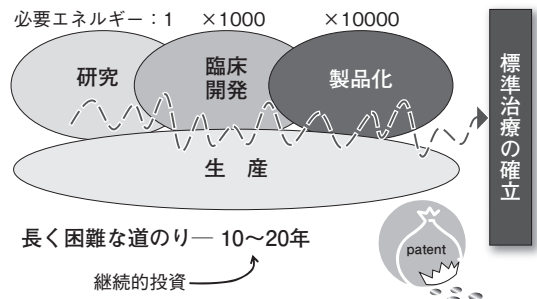 必要エネルギー：1　×1000　×10000
研究
臨床
開発
製品化
生　産
標準治療の確立
長く困難な道のり― 10〜20年
継続的投資
patent